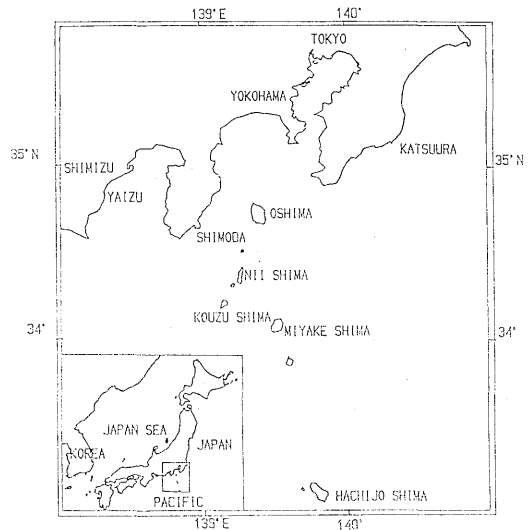 139°E 140°
TOKYO
YOKOHAMA
KATSUURA
35°N 35°N
SHIMIZU
YAIZU
OSHIMA
SHIMODA
NII SHIMA
KOUZU SHIMA
MIYAKE SHIMA
34° 34°
JAPAN SEA JAPAN
KOREA
PACIFIC
HACHIJO SHIMA
139°E 140°